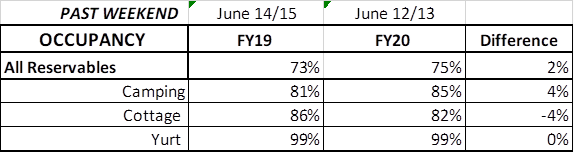 PAST WEEKEND June 14/15 June 12/13
OCCUPANCY FY19 FY20 Difference
All Reservables 73% 75% 2%
Camping 81% 85% 4%
Cottage 86% 82% -4%
Yurt 99% 99% 0%